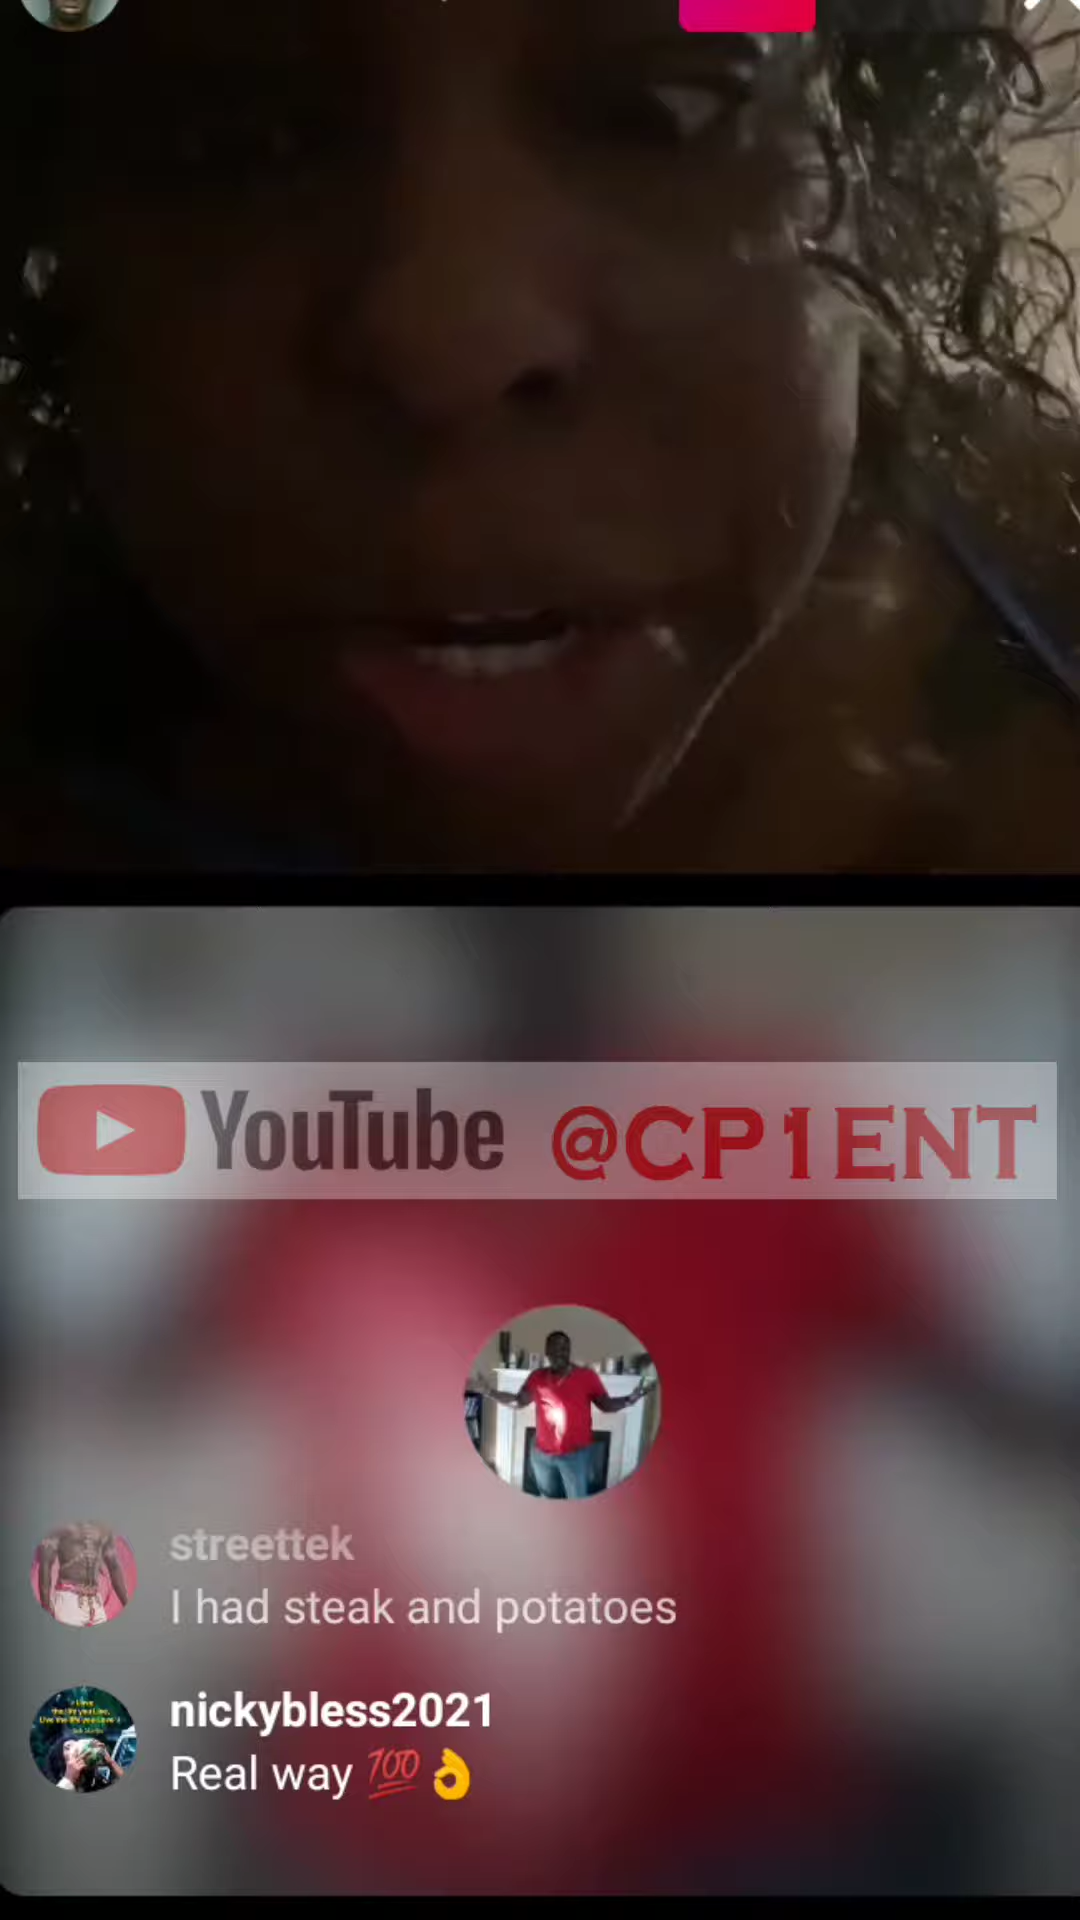 YouTube @CP1ENT
streettek
I had steak and potatoes
nickybless2021
Real way 💯👌